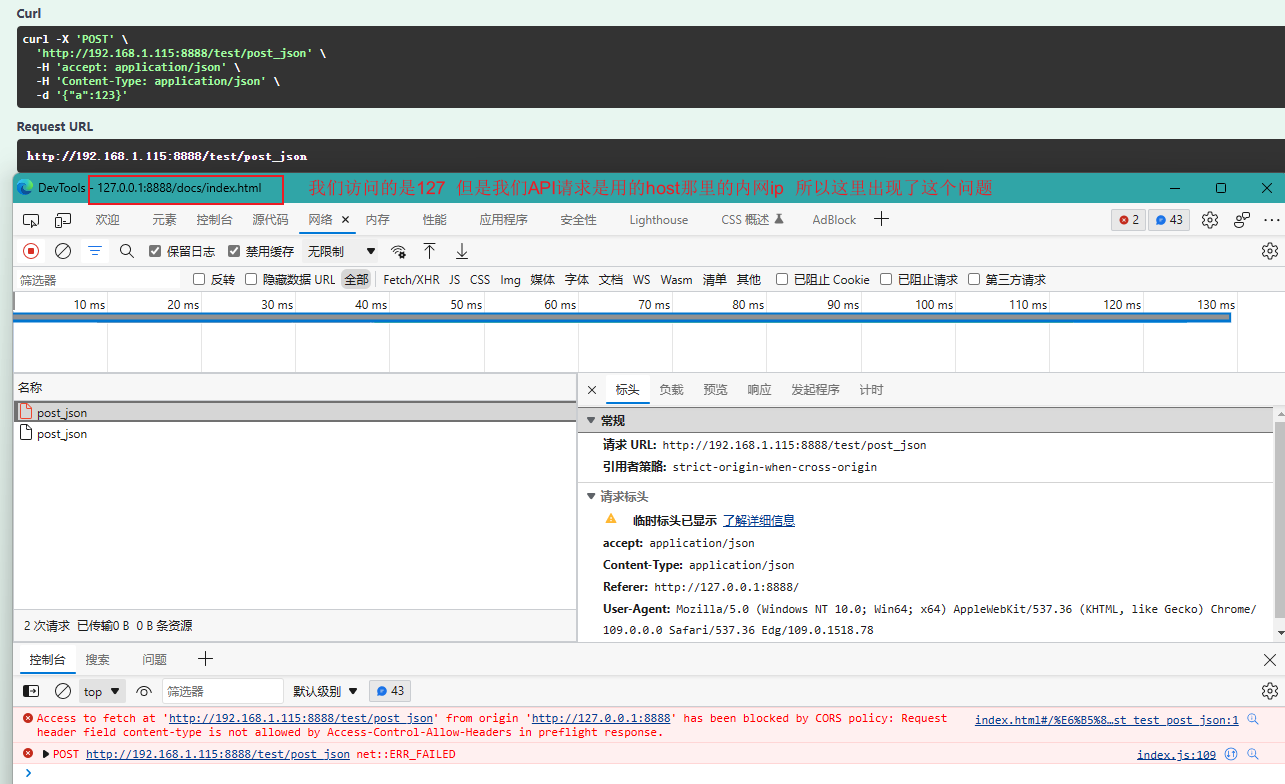 Curl
curl -X 'POST' \
'http://192.168.1.115:8888/test/post_json' \
-H 'accept: application/json' \
-H 'Content-Type: application/json' \
-d '{"a":123}'
Request URL
http://192.168.1.115:8888/test/post_json
DevTools - 127.0.0.1:8888/docs/index.html 我们访问的是127 但是我们API请求是用的host那里的内网ip 所以这里出现了这个问题
欢迎 元素 控制台 源代码 网络 内存 性能 应用程序 安全性 Lighthouse CSS 概述 AdBlock 2 43
保留日志 禁用缓存 无限制
筛选器 反转 隐藏数据 URL 全部 Fetch/XHR JS CSS Img 媒体 字体 文档 WS Wasm 清单 其他 已阻止 Cookie 已阻止请求 第三方请求
10 ms 20 ms 30 ms 40 ms 50 ms 60 ms 70 ms 80 ms 90 ms 100 ms 110 ms 120 ms 130 ms
名称
post_json
post_json
2 次请求 已传输0 B 0 B 条资源
标头 负载 预览 响应 发起程序 计时
常规
请求 URL: http://192.168.1.115:8888/test/post_json
引用者策略: strict-origin-when-cross-origin
请求标头
临时标头已显示 了解详细信息
accept: application/json
Content-Type: application/json
Referer: http://127.0.0.1:8888/
User-Agent: Mozilla/5.0 (Windows NT 10.0; Win64; x64) AppleWebKit/537.36 (KHTML, like Gecko) Chrome/
109.0.0.0 Safari/537.36 Edg/109.0.1518.78
控制台 搜索 问题
top 筛选器 默认级别 43
Access to fetch at 'http://192.168.1.115:8888/test/post_json' from origin 'http://127.0.0.1:8888' has been blocked by CORS policy: Request index.html#/%E6%B5%8…st_test_post_json:1
header field content-type is not allowed by Access-Control-Allow-Headers in preflight response.
POST http://192.168.1.115:8888/test/post_json net::ERR_FAILED index.js:109